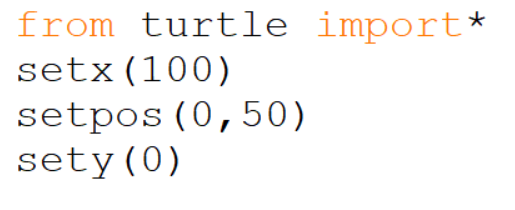 from turtle import*
setx(100)
setpos(0,50)
sety(0)